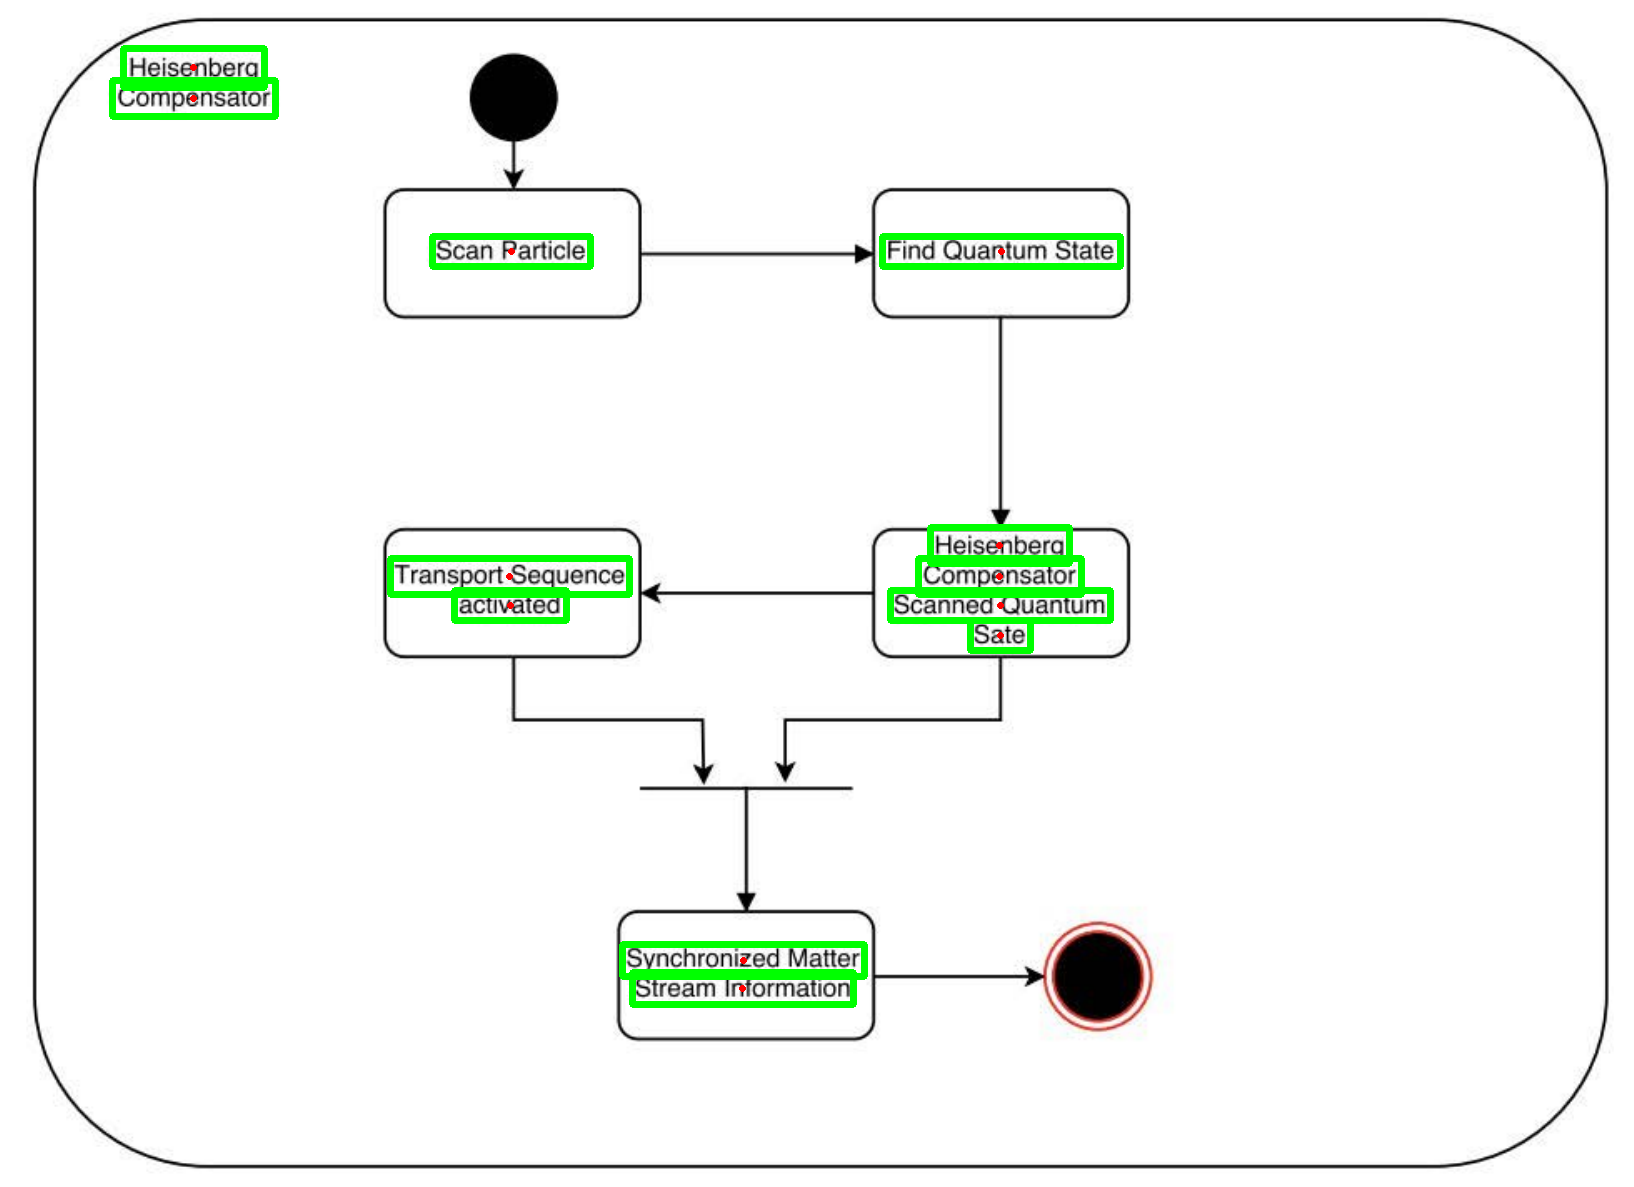 Heisenberg
Compensator
Scan Particle
Find Quantum State
Heisenberg
Compensator
Scanned Quantum
Sate
Transport Sequence
activated
Synchronized Matter
Stream Information